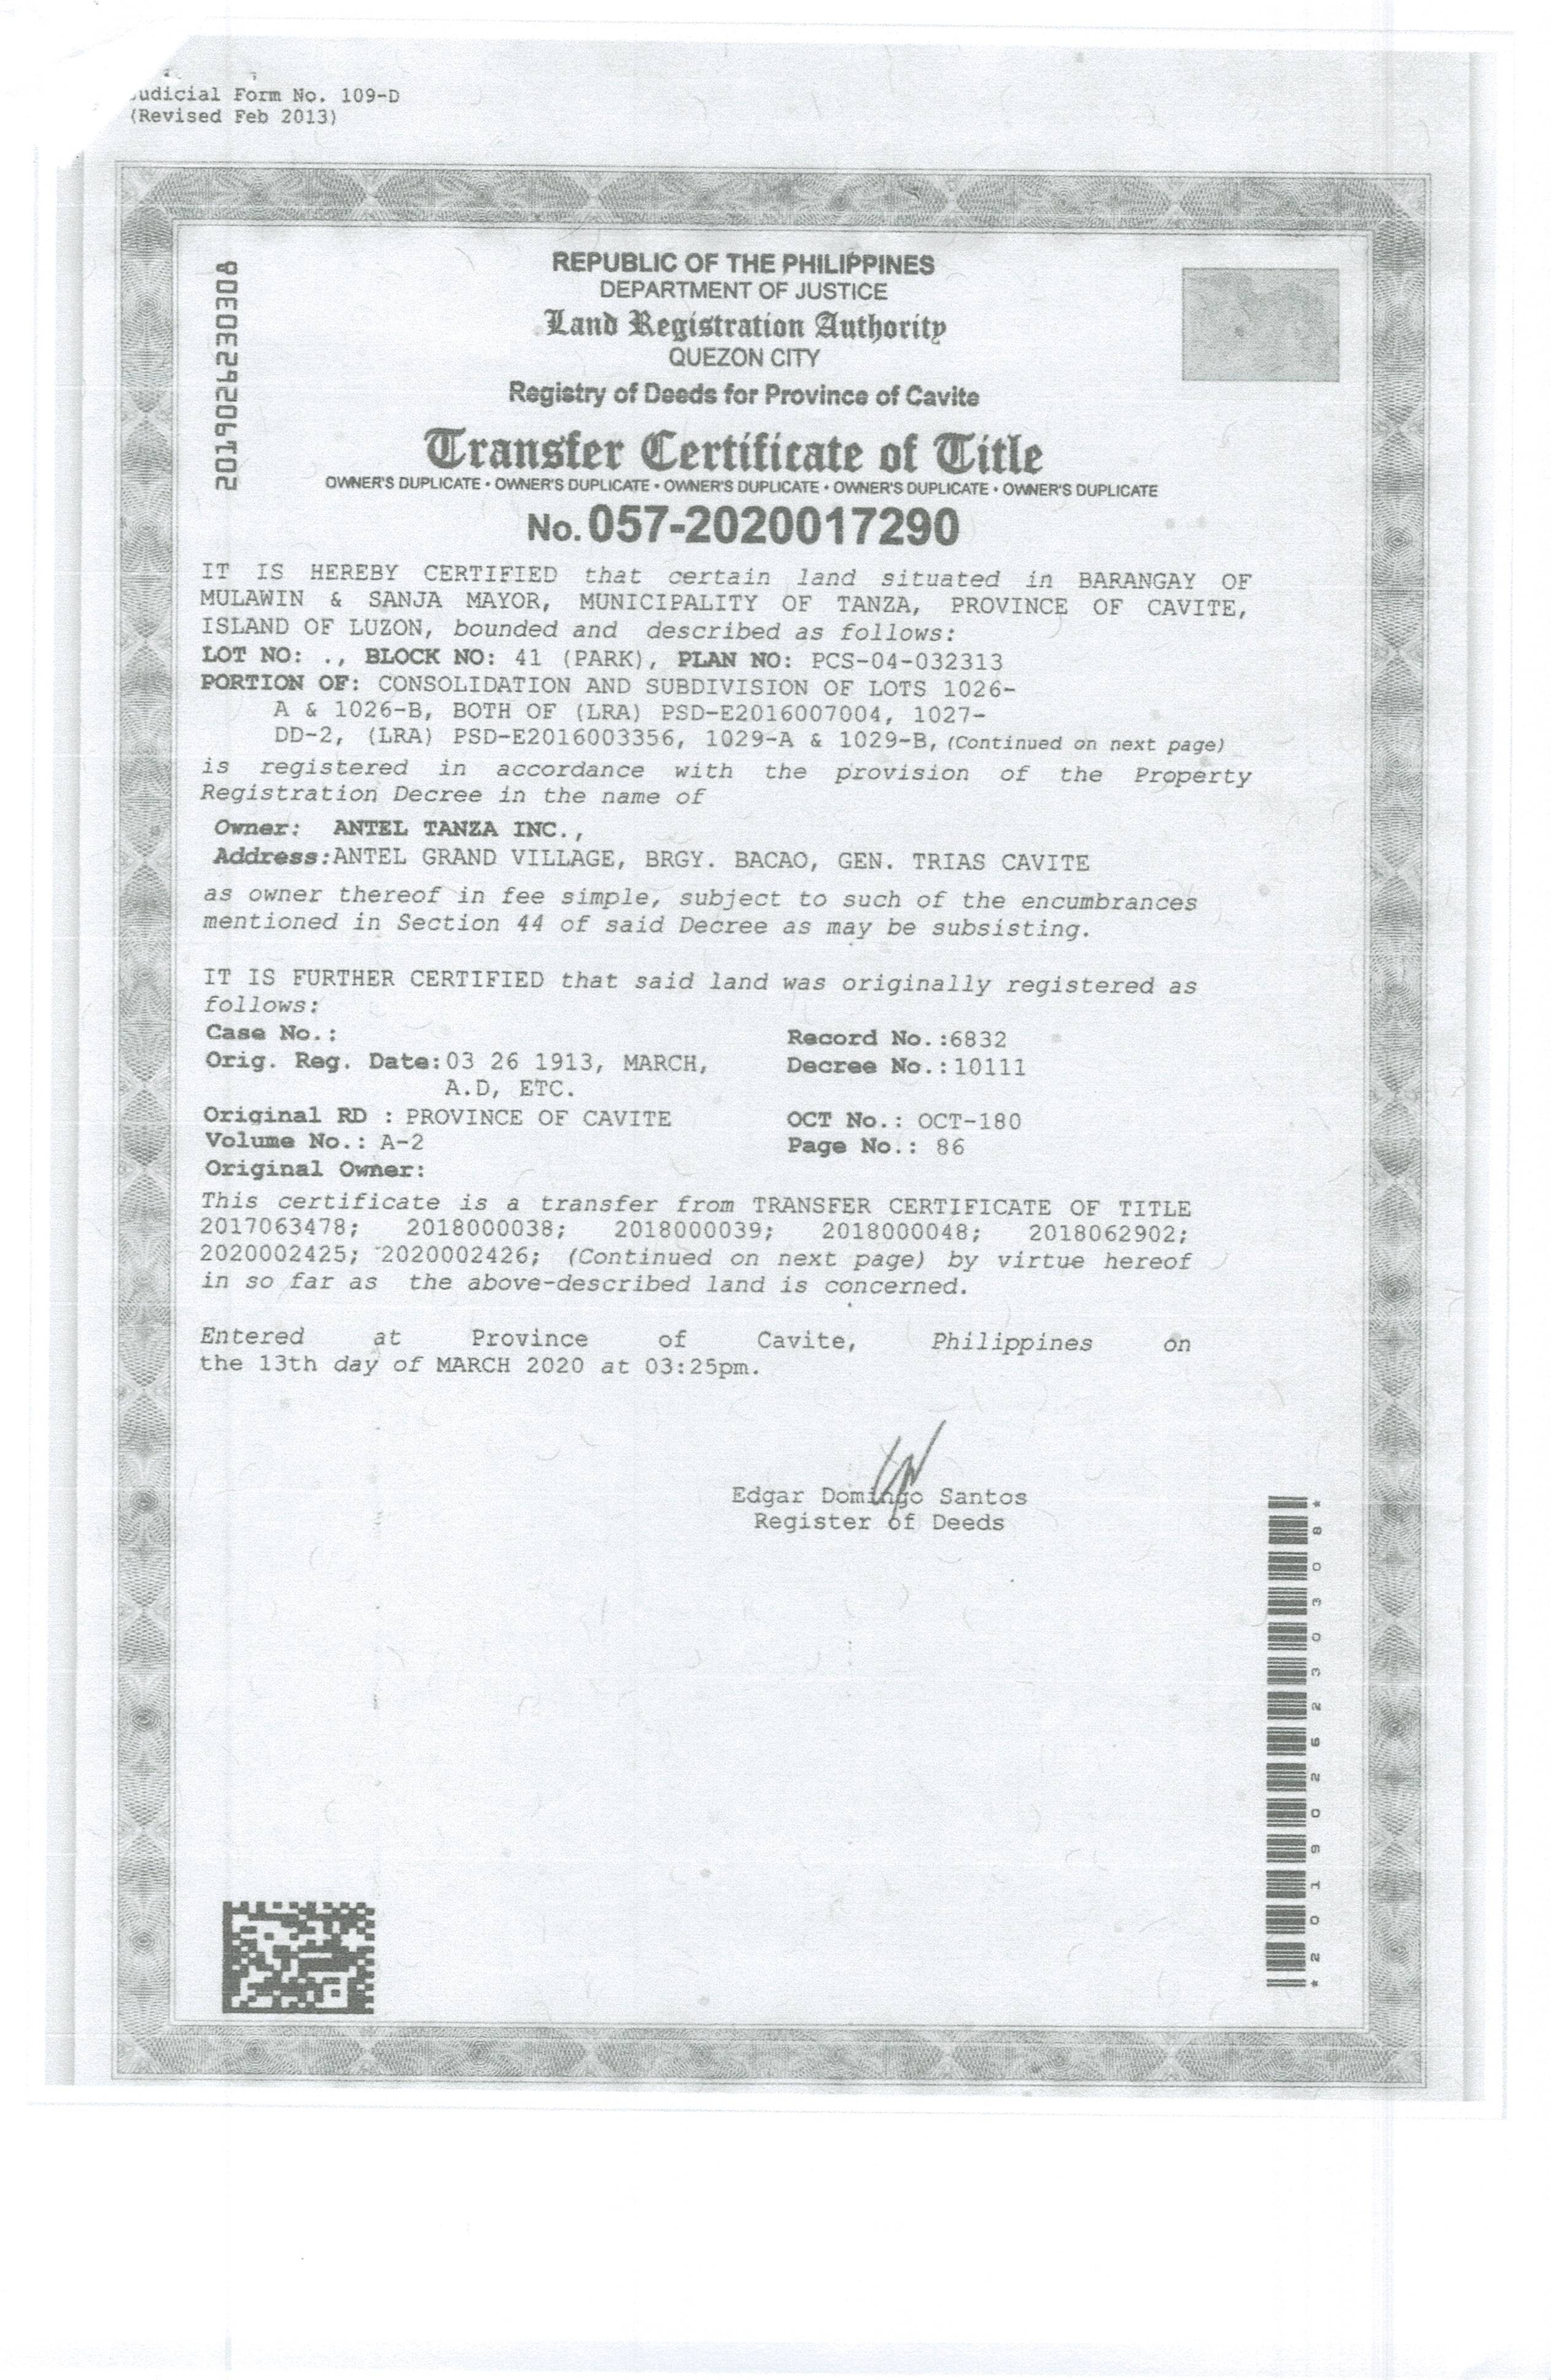 Judicial Form No. 109-D
(Revised Feb 2013)
2019026230308
REPUBLIC OF THE PHILIPPINES
DEPARTMENT OF JUSTICE
Land Registration Authority
QUEZON CITY
Registry of Deeds for Province of Cavite
Transfer Certificate of Title
OWNER'S DUPLICATE • OWNER'S DUPLICATE • OWNER'S DUPLICATE • OWNER'S DUPLICATE • OWNER'S DUPLICATE
No. 057-2020017290
IT IS HEREBY CERTIFIED that certain land situated in BARANGAY OF
MULAWIN & SANJA MAYOR, MUNICIPALITY OF TANZA, PROVINCE OF CAVITE,
ISLAND OF LUZON, bounded and described as follows:
LOT NO: ., BLOCK NO: 41 (PARK), PLAN NO: PCS-04-032313
PORTION OF: CONSOLIDATION AND SUBDIVISION OF LOTS 1026-
A & 1026-B, BOTH OF (LRA) PSD-E2016007004, 1027-
DD-2, (LRA) PSD-E2016003356, 1029-A & 1029-B, (Continued on next page)
is registered in accordance with the provision of the Property
Registration Decree in the name of
Owner: ANTEL TANZA INC.,
Address:ANTEL GRAND VILLAGE, BRGY. BACAO, GEN. TRIAS CAVITE
as owner thereof in fee simple, subject to such of the encumbrances
mentioned in Section 44 of said Decree as may be subsisting.
IT IS FURTHER CERTIFIED that said land was originally registered as
follows:
Case No.: Record No.:6832
Orig. Reg. Date:03 26 1913, MARCH, Decree No.:10111
A.D, ETC.
Original RD : PROVINCE OF CAVITE OCT No.: OCT-180
Volume No.: A-2 Page No.: 86
Original Owner:
This certificate is a transfer from TRANSFER CERTIFICATE OF TITLE
2017063478; 2018000038; 2018000039; 2018000048; 2018062902;
2020002425; 2020002426; (Continued on next page) by virtue hereof
in so far as the above-described land is concerned.
Entered at Province of Cavite, Philippines on
the 13th day of MARCH 2020 at 03:25pm.
Edgar Domingo Santos
Register of Deeds
*2019026230308*